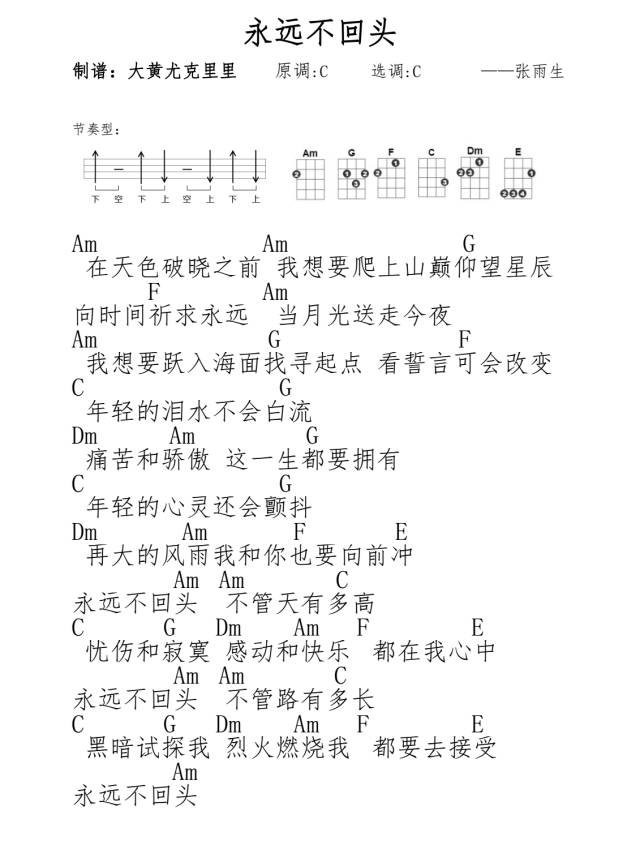 永远不回头
制谱：大黄尤克里里 原调:C 选调:C ——张雨生
节奏型：
Am G F C Dm E
下 空 下 上 空 上 下 上
Am Am G
在天色破晓之前 我想要爬上山巅仰望星辰
F Am
向时间祈求永远 当月光送走今夜
Am G F
我想要跃入海面找寻起点 看誓言可会改变
C G
年轻的泪水不会白流
Dm Am G
痛苦和骄傲 这一生都要拥有
C G
年轻的心灵还会颤抖
Dm Am F E
再大的风雨我和你也要向前冲
Am Am C
永远不回头 不管天有多高
C G Dm Am F E
忧伤和寂寞 感动和快乐 都在我心中
Am Am C
永远不回头 不管路有多长
C G Dm Am F E
黑暗试探我 烈火燃烧我 都要去接受
Am
永远不回头